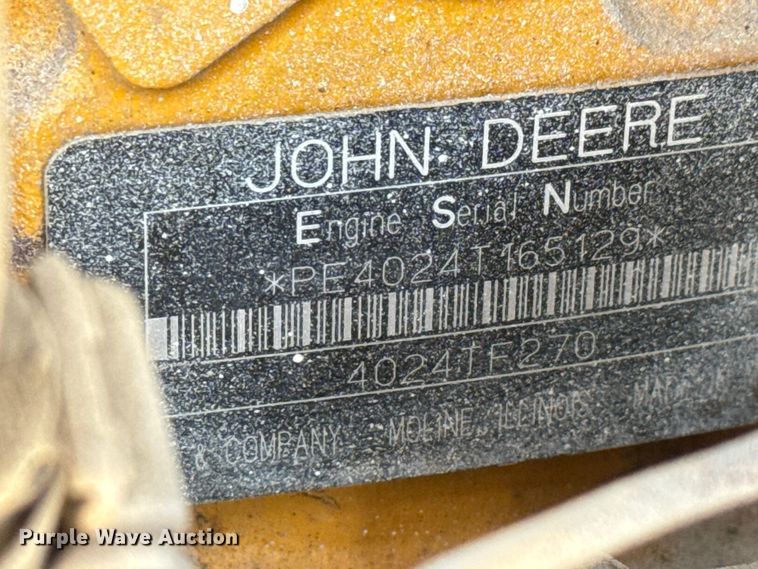 JOHN DEERE
Engine Serial Number
*PE4024T165129*
4024TF270
& COMPANY MOLINE, ILLINOIS
Purple Wave Auction